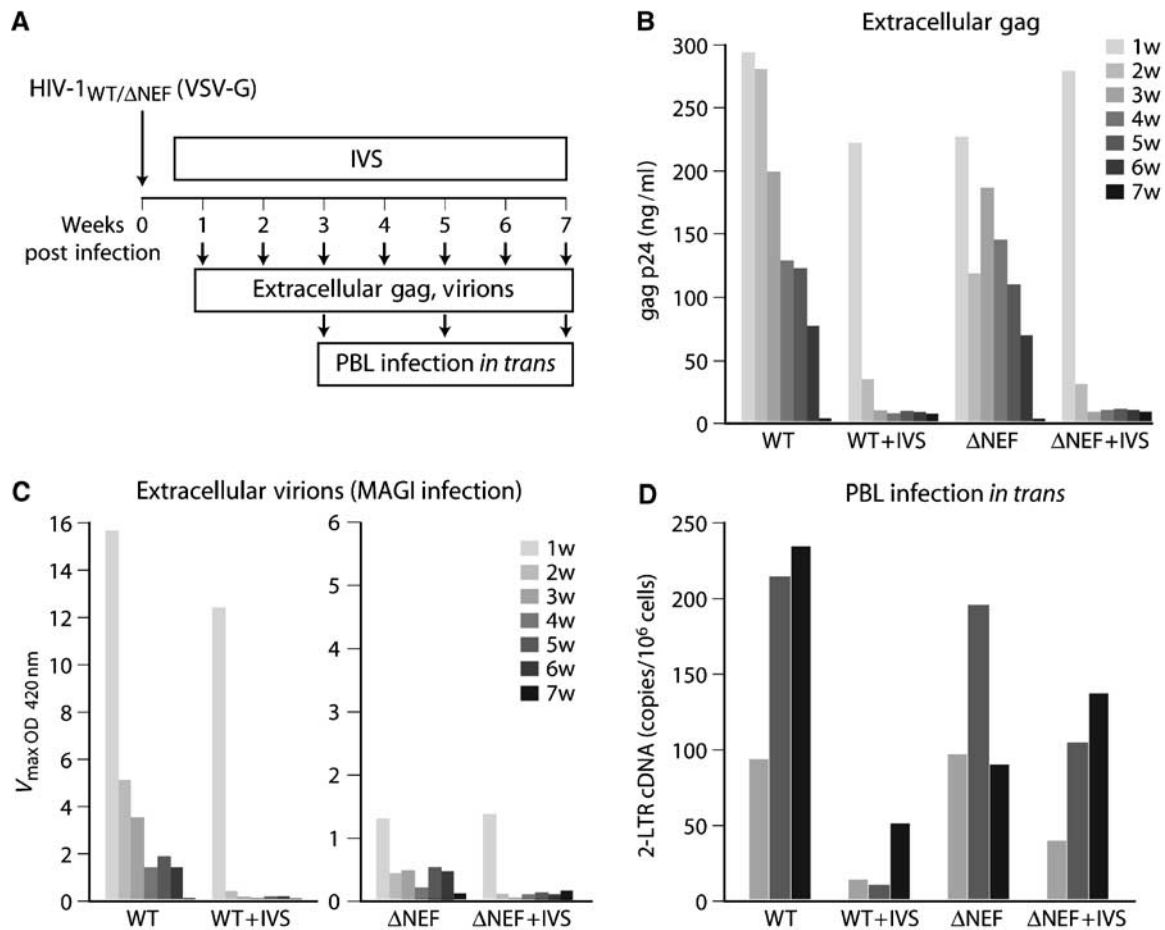 A
HIV-1WT/ΔNEF (VSV-G)
IVS
Weeks post infection
0 1 2 3 4 5 6 7
Extracellular gag, virions
PBL infection in trans
B
Extracellular gag
gag p24 (ng/ml)
300
250
200
150
100
50
0
WT WT+IVS ΔNEF ΔNEF+IVS
1w
2w
3w
4w
5w
6w
7w
C
Extracellular virions (MAGI infection)
Vmax OD 420 nm
16
14
12
10
8
6
4
2
0
WT WT+IVS
6
5
4
3
2
1
0
ΔNEF ΔNEF+IVS
1w
2w
3w
4w
5w
6w
7w
D
PBL infection in trans
2-LTR cDNA (copies/10⁶ cells)
250
200
150
100
50
0
WT WT+IVS ΔNEF ΔNEF+IVS